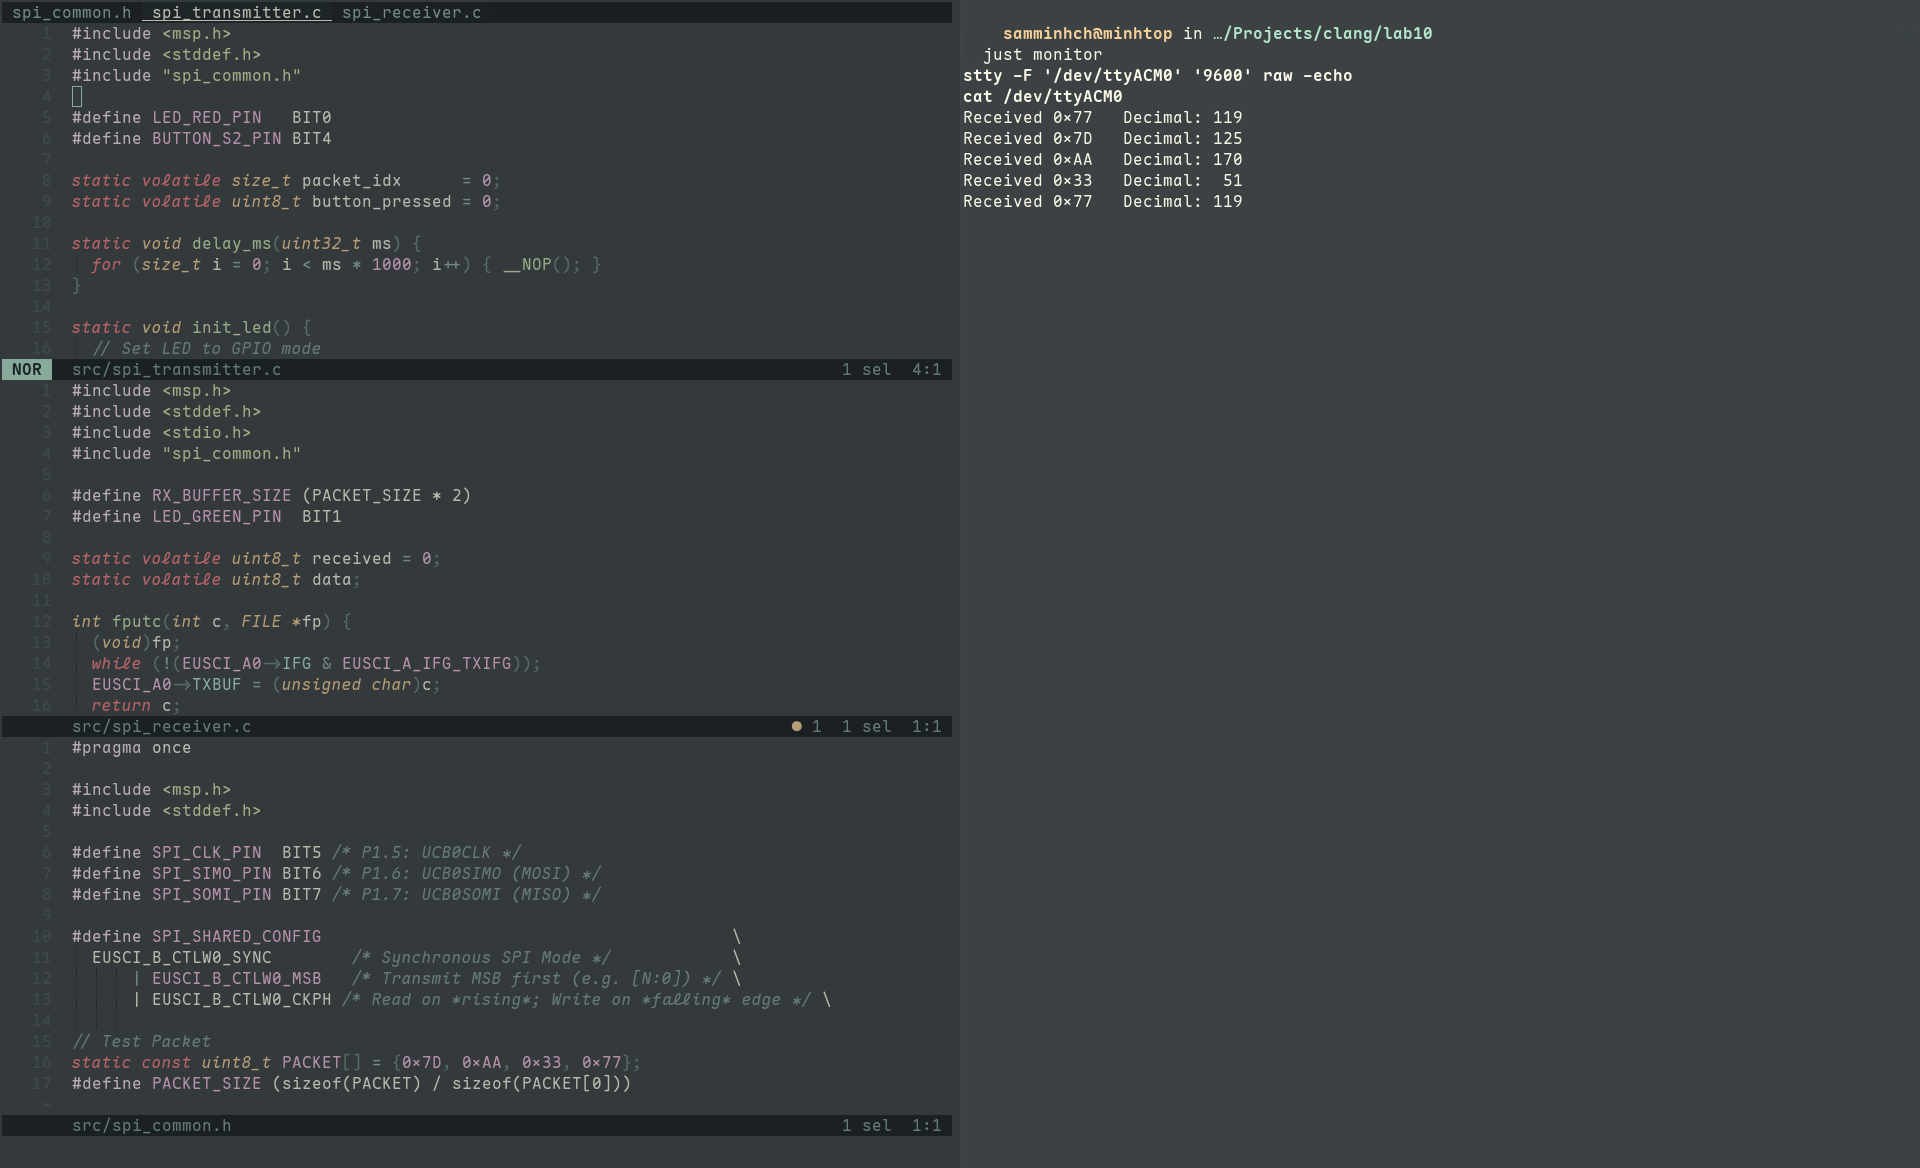 spi_common.h  spi_transmitter.c  spi_receiver.c
1 #include <msp.h>
2 #include <stddef.h>
3 #include "spi_common.h"
4
5 #define LED_RED_PIN   BIT0
6 #define BUTTON_S2_PIN BIT4
7
8 static volatile size_t packet_idx      = 0;
9 static volatile uint8_t button_pressed = 0;
10
11 static void delay_ms(uint32_t ms) {
12   for (size_t i = 0; i < ms * 1000; i++) { __NOP(); }
13 }
14
15 static void init_led() {
16   // Set LED to GPIO mode
NOR  src/spi_transmitter.c  1 sel  4:1
1 #include <msp.h>
2 #include <stddef.h>
3 #include <stdio.h>
4 #include "spi_common.h"
5
6 #define RX_BUFFER_SIZE (PACKET_SIZE * 2)
7 #define LED_GREEN_PIN  BIT1
8
9 static volatile uint8_t received = 0;
10 static volatile uint8_t data;
11
12 int fputc(int c, FILE *fp) {
13   (void)fp;
14   while (!(EUSCI_A0->IFG & EUSCI_A_IFG_TXIFG));
15   EUSCI_A0->TXBUF = (unsigned char)c;
16   return c;
src/spi_receiver.c  ● 1  1 sel  1:1
1 #pragma once
2
3 #include <msp.h>
4 #include <stddef.h>
5
6 #define SPI_CLK_PIN  BIT5 /* P1.5: UCB0CLK */
7 #define SPI_SIMO_PIN BIT6 /* P1.6: UCB0SIMO (MOSI) */
8 #define SPI_SOMI_PIN BIT7 /* P1.7: UCB0SOMI (MISO) */
9
10 #define SPI_SHARED_CONFIG                                         \
11   EUSCI_B_CTLW0_SYNC        /* Synchronous SPI Mode */            \
12       | EUSCI_B_CTLW0_MSB   /* Transmit MSB first (e.g. [N:0]) */ \
13       | EUSCI_B_CTLW0_CKPH /* Read on *rising*; Write on *falling* edge */ \
14
15 // Test Packet
16 static const uint8_t PACKET[] = {0x7D, 0xAA, 0x33, 0x77};
17 #define PACKET_SIZE (sizeof(PACKET) / sizeof(PACKET[0]))
~
src/spi_common.h  1 sel  1:1
samminhch@minhtop in …/Projects/clang/lab10
just monitor
stty -F '/dev/ttyACM0' '9600' raw -echo
cat /dev/ttyACM0
Received 0x77   Decimal: 119
Received 0x7D   Decimal: 125
Received 0xAA   Decimal: 170
Received 0x33   Decimal:  51
Received 0x77   Decimal: 119